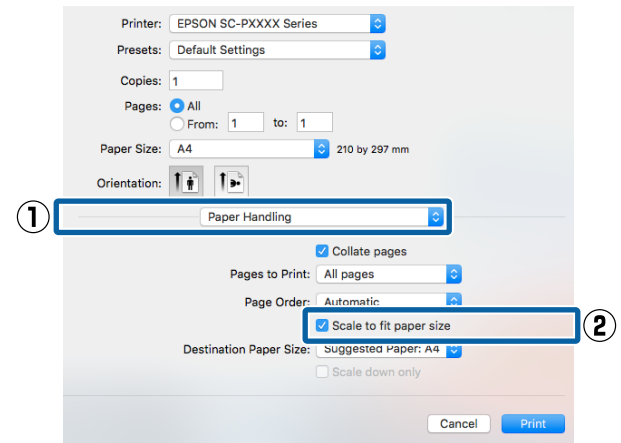 Printer: EPSON SC-PXXXX Series
Presets: Default Settings
Copies: 1
Pages: All
From: 1 to: 1
Paper Size: A4 210 by 297 mm
Orientation:
1 Paper Handling
Collate pages
Pages to Print: All pages
Page Order: Automatic
Scale to fit paper size 2
Destination Paper Size: Suggested Paper: A4
Scale down only
Cancel Print